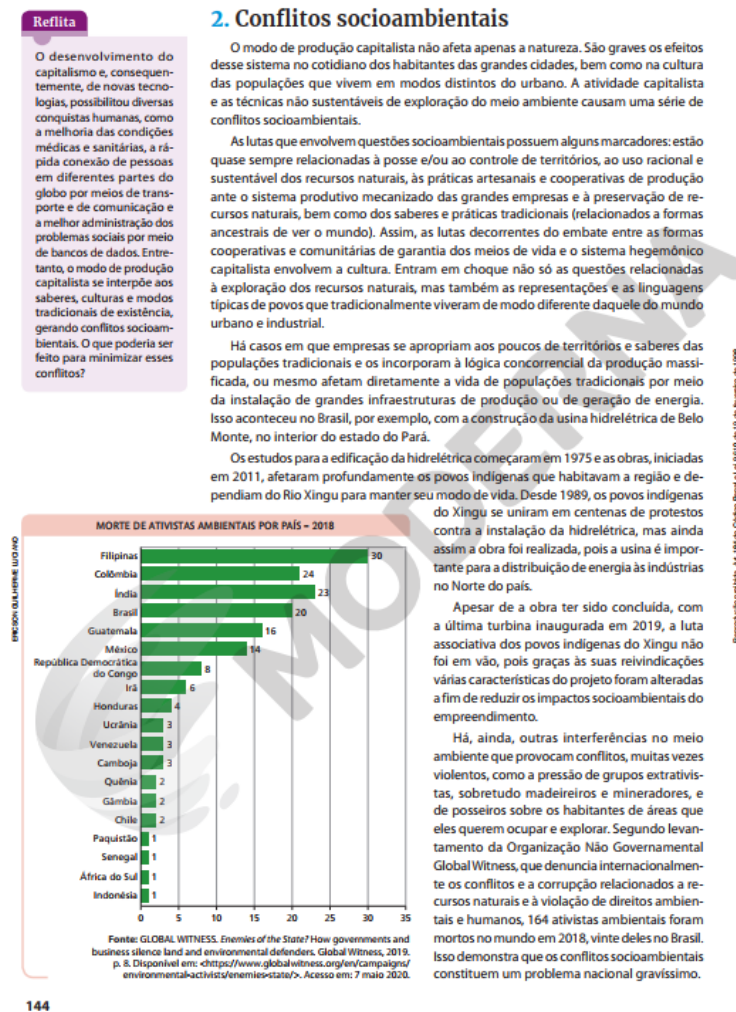 Reflita
O desenvolvimento do
capitalismo e, consequen-
temente, de novas tecno-
logias, possibilitou diversas
conquistas humanas, como
a melhoria das condições
médicas e sanitárias, a rá-
pida conexão de pessoas
em diferentes partes do
globo por meios de trans-
porte e de comunicação e
a melhor administração dos
problemas sociais por meio
de bancos de dados. Entre-
tanto, o modo de produção
capitalista se interpõe aos
saberes, culturas e modos
tradicionais de existência,
gerando conflitos socioam-
bientais. O que poderia ser
feito para minimizar esses
conflitos?
2. Conflitos socioambientais
O modo de produção capitalista não afeta apenas a natureza. São graves os efeitos
desse sistema no cotidiano dos habitantes das grandes cidades, bem como na cultura
das populações que vivem em modos distintos do urbano. A atividade capitalista
e as técnicas não sustentáveis de exploração do meio ambiente causam uma série de
conflitos socioambientais.
As lutas que envolvem questões socioambientais possuem alguns marcadores: estão
quase sempre relacionadas à posse e/ou ao controle de territórios, ao uso racional e
sustentável dos recursos naturais, às práticas artesanais e cooperativas de produção
ante o sistema produtivo mecanizado das grandes empresas e à preservação de re-
cursos naturais, bem como dos saberes e práticas tradicionais (relacionados a formas
ancestrais de ver o mundo). Assim, as lutas decorrentes do embate entre as formas
cooperativas e comunitárias de garantia dos meios de vida e o sistema hegemônico
capitalista envolvem a cultura. Entram em choque não só as questões relacionadas
à exploração dos recursos naturais, mas também as representações e as linguagens
típicas de povos que tradicionalmente viveram de modo diferente daquele do mundo
urbano e industrial.
Há casos em que empresas se apropriam aos poucos de territórios e saberes das
populações tradicionais e os incorporam à lógica concorrencial da produção massi-
ficada, ou mesmo afetam diretamente a vida de populações tradicionais por meio
da instalação de grandes infraestruturas de produção ou de geração de energia.
Isso aconteceu no Brasil, por exemplo, com a construção da usina hidrelétrica de Belo
Monte, no interior do estado do Pará.
Os estudos para a edificação da hidrelétrica começaram em 1975 e as obras, iniciadas
em 2011, afetaram profundamente os povos indígenas que habitavam a região e de-
pendiam do Rio Xingu para manter seu modo de vida. Desde 1989, os povos indígenas
do Xingu se uniram em centenas de protestos
contra a instalação da hidrelétrica, mas ainda
assim a obra foi realizada, pois a usina é impor-
tante para a distribuição de energia às indústrias
no Norte do país.
Apesar de a obra ter sido concluída, com
a última turbina inaugurada em 2019, a luta
associativa dos povos indígenas do Xingu não
foi em vão, pois graças às suas reivindicações
várias características do projeto foram alteradas
a fim de reduzir os impactos socioambientais do
empreendimento.
Há, ainda, outras interferências no meio
ambiente que provocam conflitos, muitas vezes
violentos, como a pressão de grupos extrativis-
tas, sobretudo madeireiros e mineradores, e
de posseiros sobre os habitantes de áreas que
eles querem ocupar e explorar. Segundo levan-
tamento da Organização Não Governamental
Global Witness, que denuncia internacionalmen-
te os conflitos e a corrupção relacionados a re-
cursos naturais e à violação de direitos ambien-
tais e humanos, 164 ativistas ambientais foram
mortos no mundo em 2018, vinte deles no Brasil.
Isso demonstra que os conflitos socioambientais
constituem um problema nacional gravíssimo.
MORTE DE ATIVISTAS AMBIENTAIS POR PAÍS – 2018
Filipinas 30
Colômbia 24
Índia 23
Brasil 20
Guatemala 16
México 14
República Democrática
do Congo 8
Irã 6
Honduras 4
Ucrânia 3
Venezuela 3
Camboja 3
Quênia 2
Gâmbia 2
Chile 2
Paquistão 1
Senegal 1
África do Sul 1
Indonésia 1
0 5 10 15 20 25 30 35
ERICSON GUILHERME LUCIANO
Fonte: GLOBAL WITNESS. Enemies of the State? How governments and
business silence land and environmental defenders. Global Witness, 2019.
p. 8. Disponível em: <https://www.globalwitness.org/en/campaigns/
environmental-activists/enemies-state/>. Acesso em: 7 maio 2020.
MODERNA
144